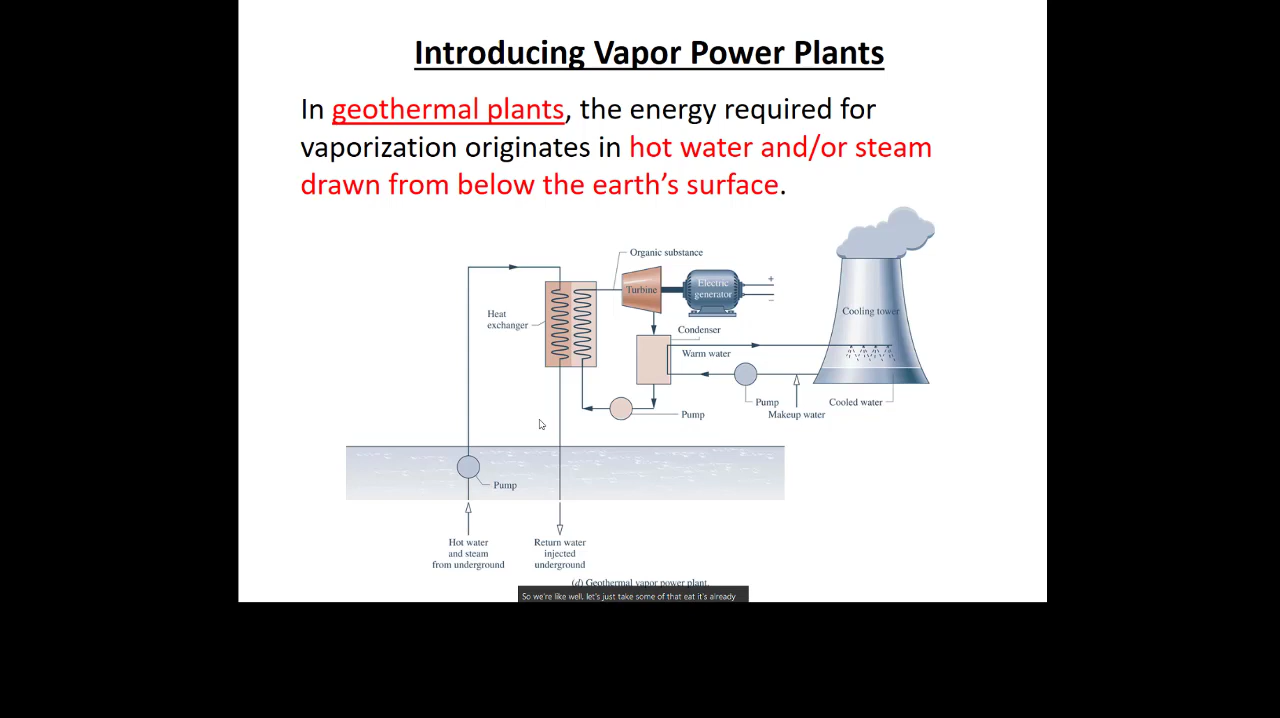 Introducing Vapor Power Plants
In geothermal plants, the energy required for
vaporization originates in hot water and/or steam
drawn from below the earth’s surface.
Organic substance
Turbine
Electric
generator
+
−
Heat
exchanger
Condenser
Cooling tower
Warm water
Pump
Pump
Makeup water
Cooled water
Pump
Hot water
and steam
from underground
Return water
injected
underground
(d) Geothermal vapor power plant.
So we're like well, let's just take some of that eat it's already